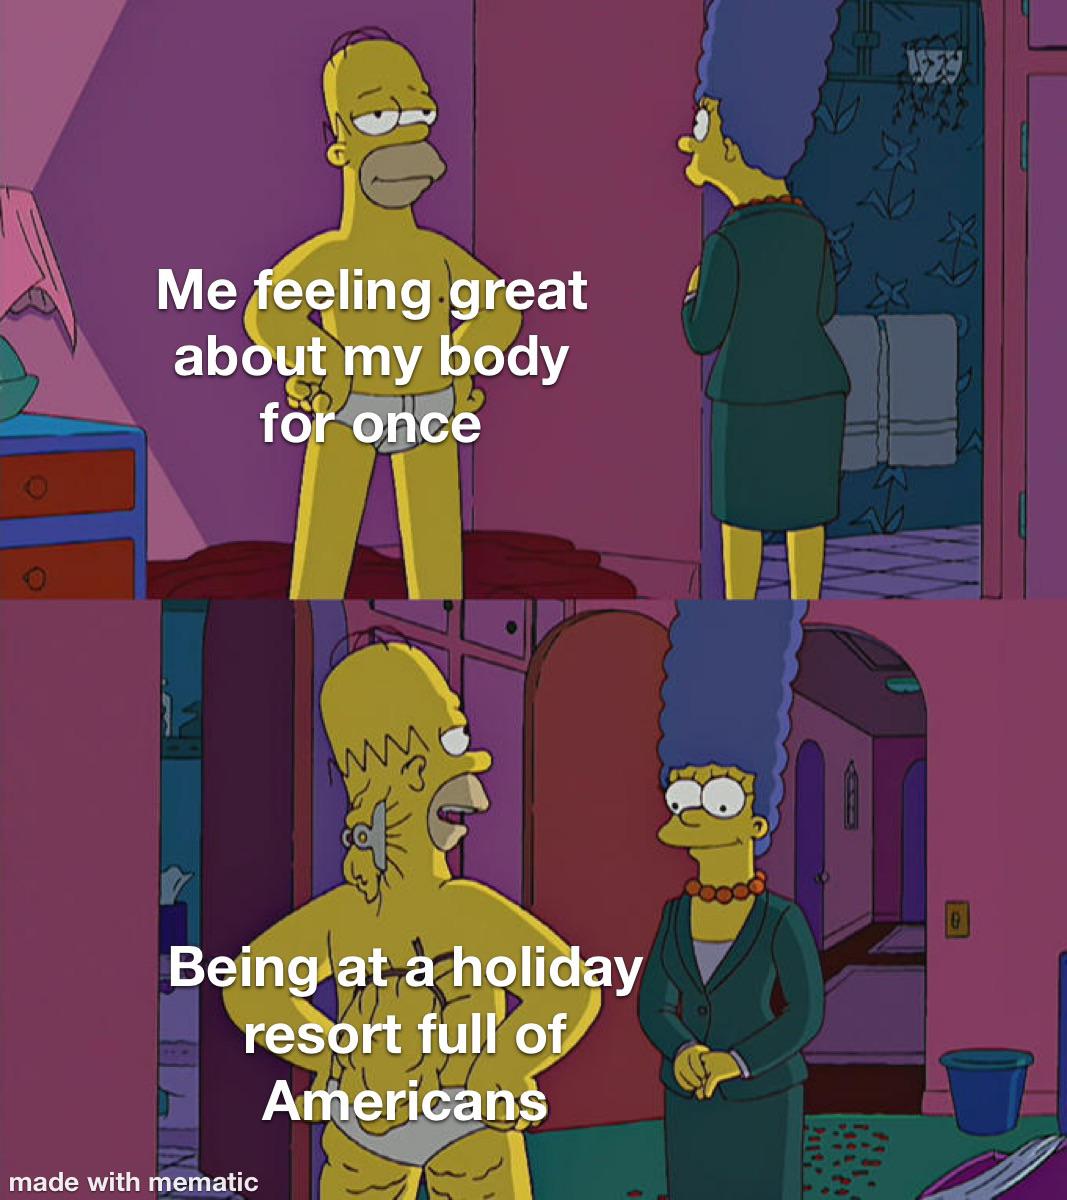 Me feeling great
about my body
for once
Being at a holiday
resort full of
Americans
made with mematic